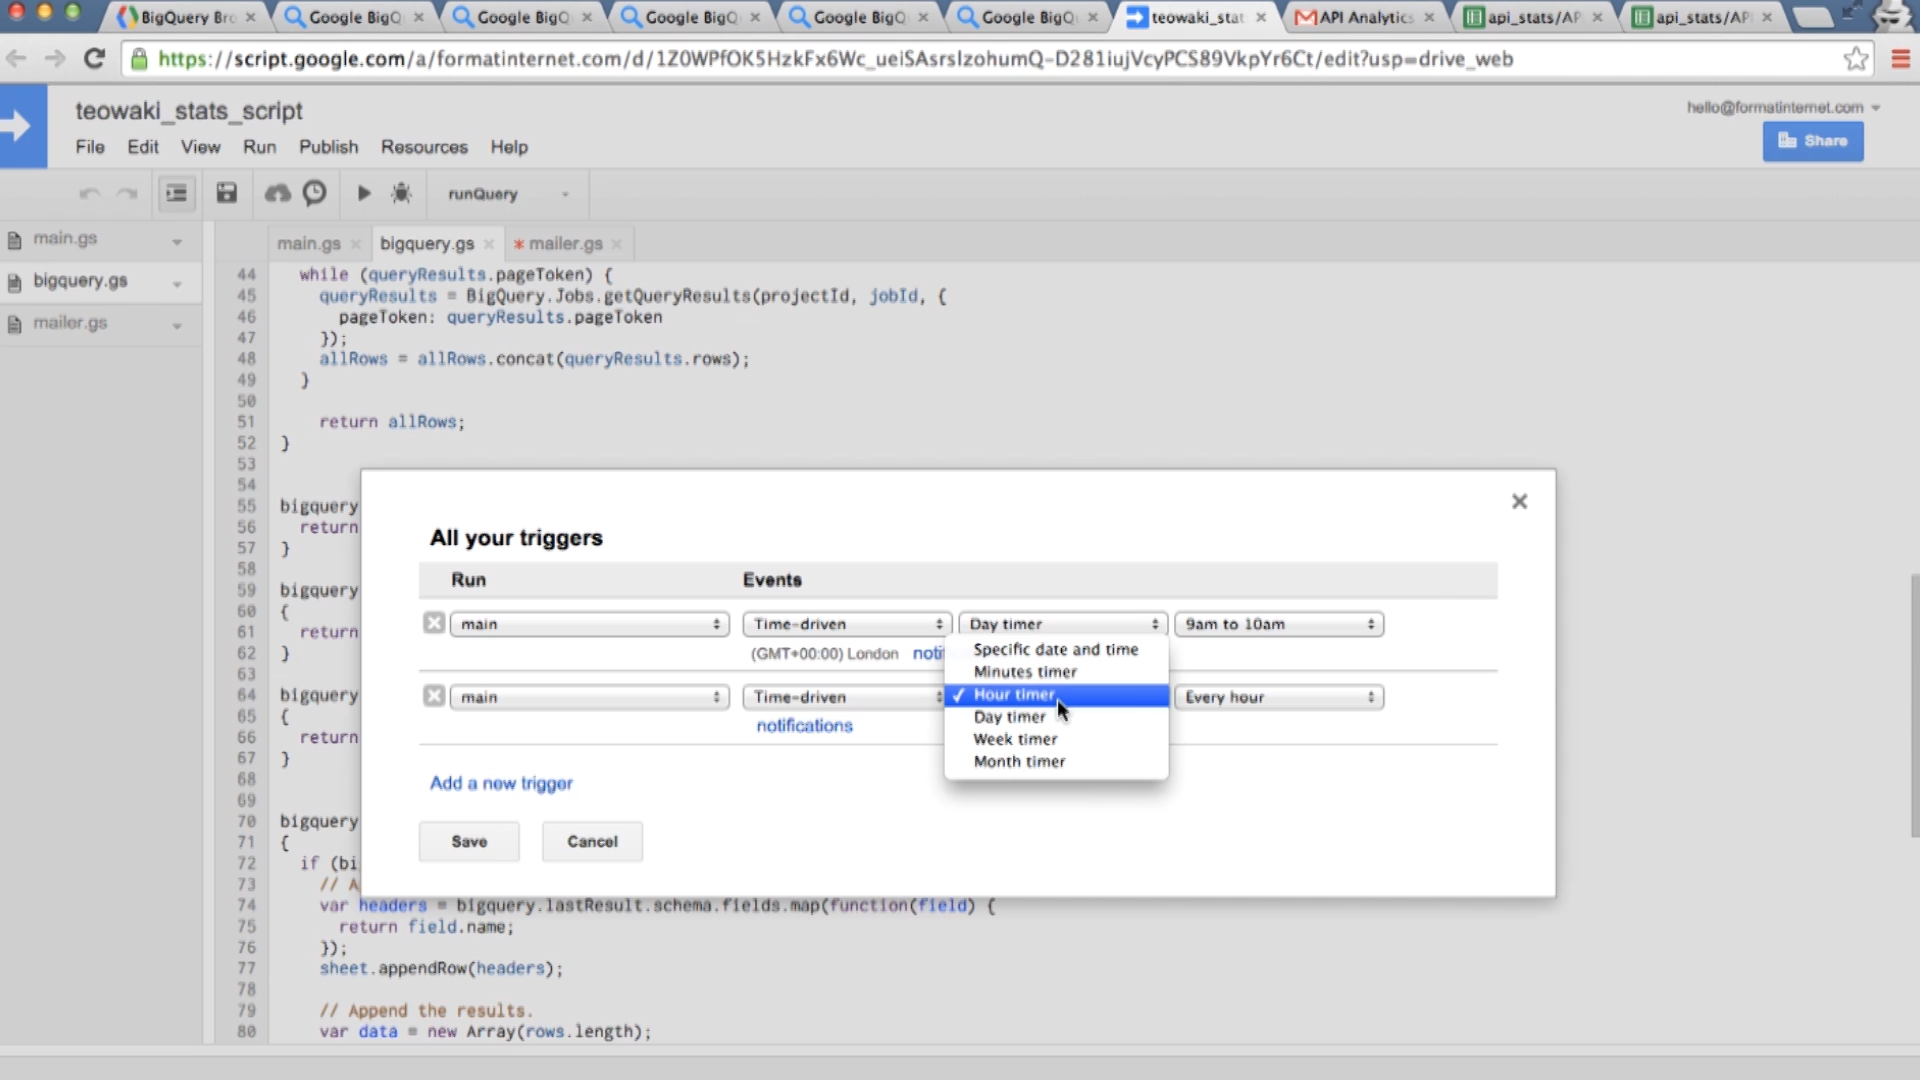 BigQuery Bro
Google BigQ
Google BigQ
Google BigQ
Google BigQ
Google BigQ
teowaki_stat
API Analytics
api_stats/AP
api_stats/AP
https://script.google.com/a/formatinternet.com/d/1Z0WPfOK5HzkFx6Wc_ueiSAsrsIzohumQ-D281iujVcyPCS89VkpYr6Ct/edit?usp=drive_web
teowaki_stats_script
hello@formatinternet.com
File Edit View Run Publish Resources Help
Share
runQuery
main.gs
bigquery.gs
mailer.gs
main.gs × bigquery.gs × * mailer.gs ×
44 while (queryResults.pageToken) {
45 queryResults = BigQuery.Jobs.getQueryResults(projectId, jobId, {
46 pageToken: queryResults.pageToken
47 });
48 allRows = allRows.concat(queryResults.rows);
49 }
50
51 return allRows;
52 }
53
54
55 bigquery
56 return
57 }
58
59 bigquery
60 {
61 return
62 }
63
64 bigquery
65 {
66 return
67 }
68
69
70 bigquery
71 {
72 if (bi
73 // A
74 var headers = bigquery.lastResult.schema.fields.map(function(field) {
75 return field.name;
76 });
77 sheet.appendRow(headers);
78
79 // Append the results.
80 var data = new Array(rows.length);
All your triggers
Run Events
main Time-driven Day timer 9am to 10am
(GMT+00:00) London noti
main Time-driven Every hour
notifications
Specific date and time
Minutes timer
✓ Hour timer
Day timer
Week timer
Month timer
Add a new trigger
Save Cancel